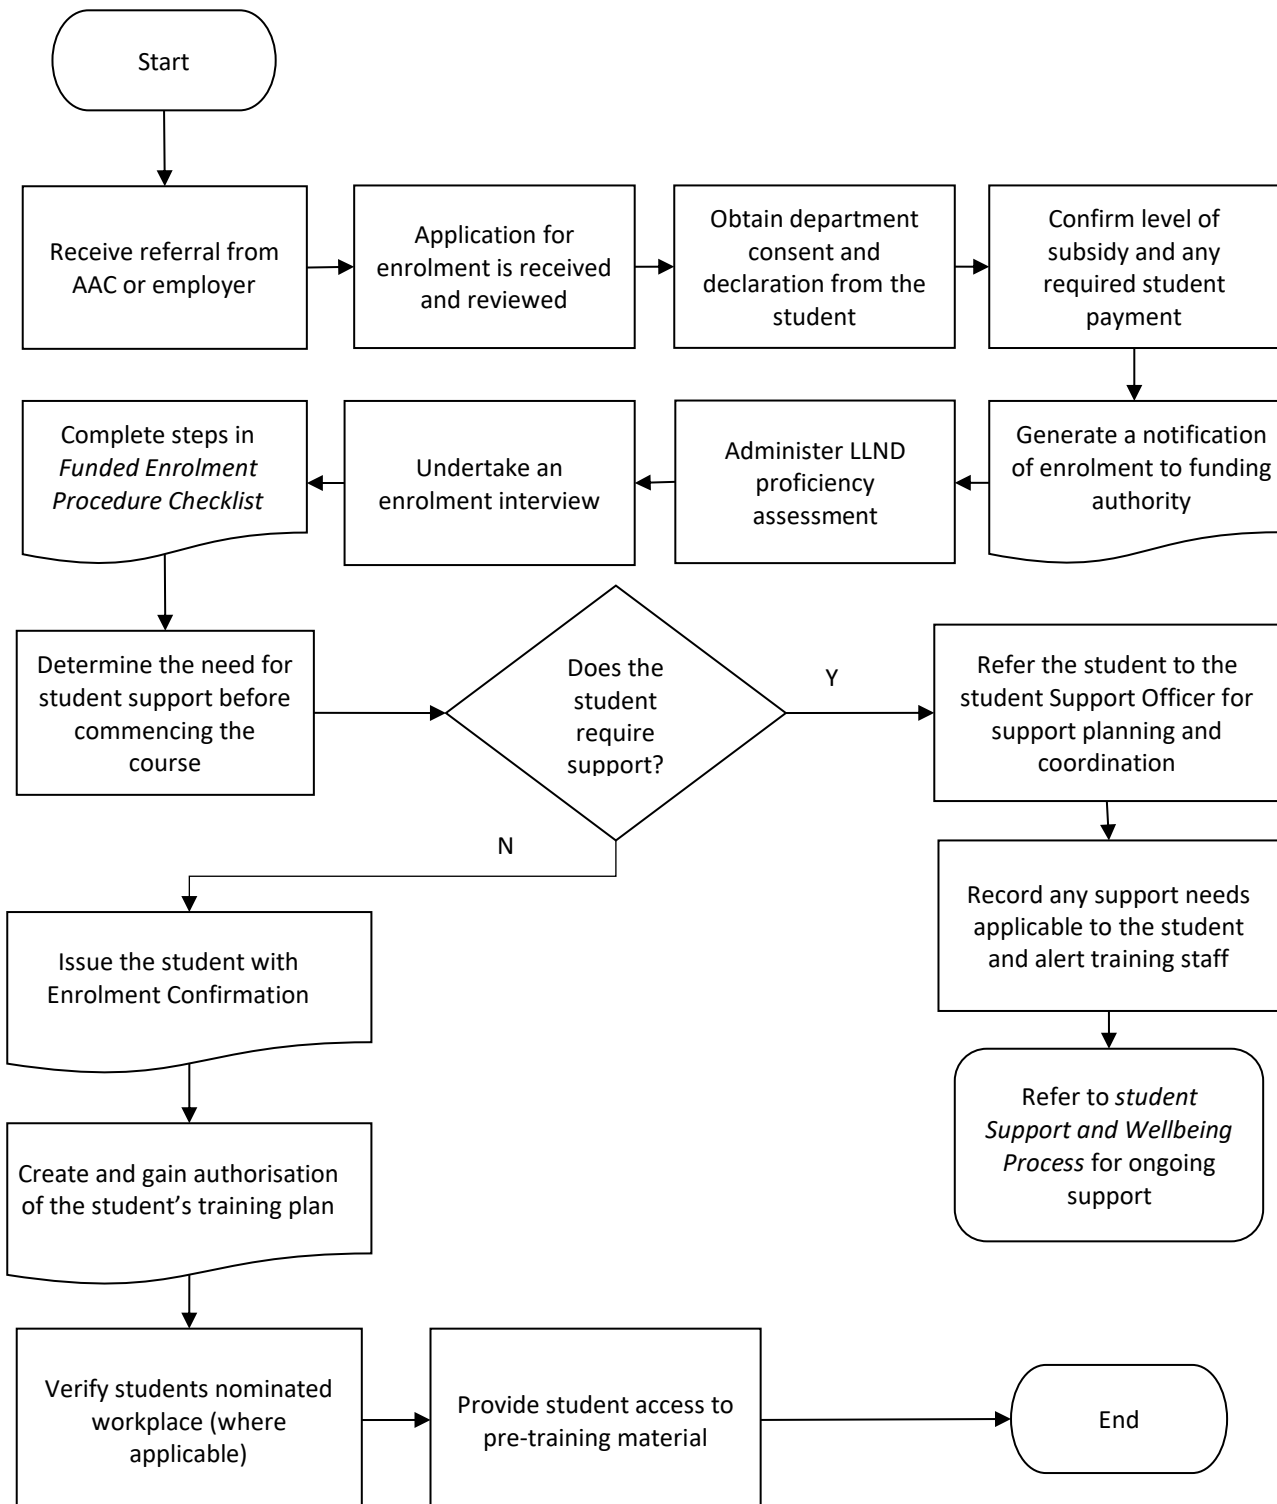 Start
Receive referral from
AAC or employer
Application for
enrolment is received
and reviewed
Obtain department
consent and
declaration from the
student
Confirm level of
subsidy and any
required student
payment
Complete steps in
Funded Enrolment
Procedure Checklist
Undertake an
enrolment interview
Administer LLND
proficiency
assessment
Generate a notification
of enrolment to funding
authority
Determine the need for
student support before
commencing the
course
Does the
student
require
support?
Y
Refer the student to the
student Support Officer for
support planning and
coordination
N
Record any support needs
applicable to the student
and alert training staff
Issue the student with
Enrolment Confirmation
Refer to student
Support and Wellbeing
Process for ongoing
support
Create and gain authorisation
of the student’s training plan
Verify students nominated
workplace (where
applicable)
Provide student access to
pre-training material
End